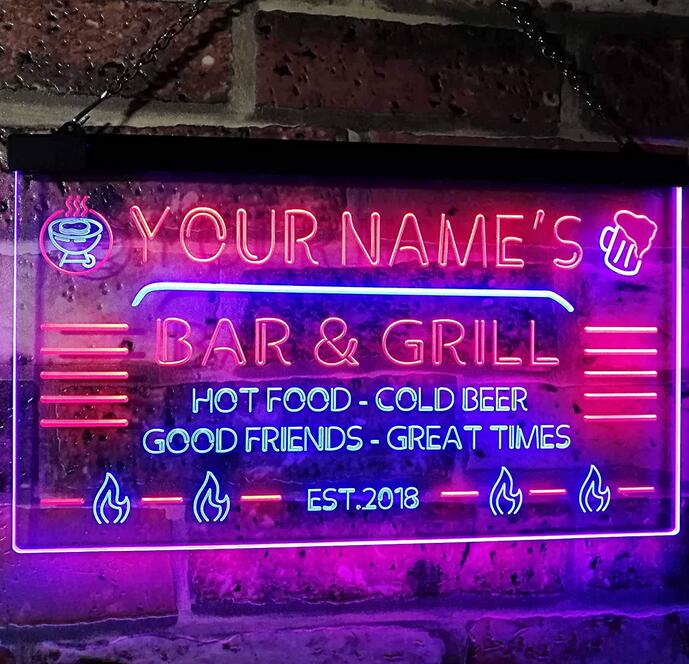 YOUR NAME'S
BAR & GRILL
HOT FOOD - COLD BEER
GOOD FRIENDS - GREAT TIMES
EST.2018